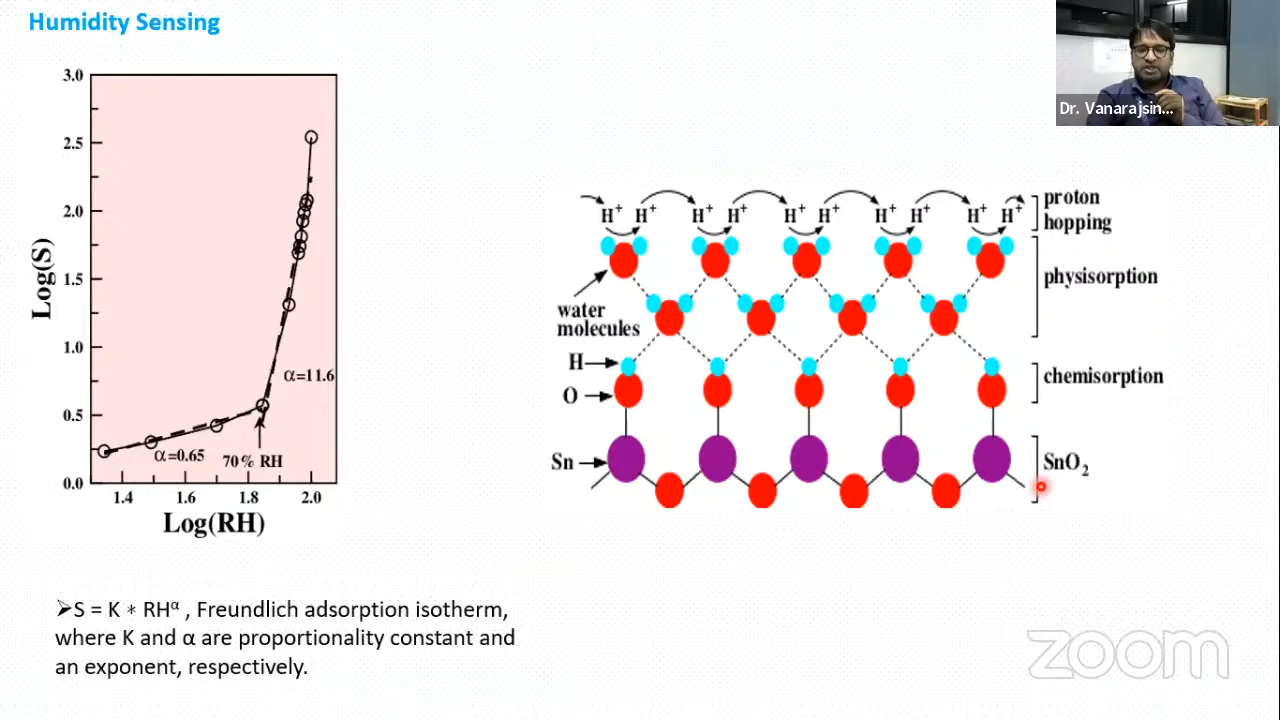 Humidity Sensing
Dr. Vanarajsin...
3.0
2.5
2.0
1.5
1.0
0.5
0.0
Log(S)
α=11.6
α=0.65
70% RH
1.4
1.6
1.8
2.0
Log(RH)
H+ H+ H+ H+ H+ H+ H+ H+ H+ H+
proton
hopping
physisorption
water
molecules
H
O
chemisorption
Sn
SnO2
➢S = K * RHα , Freundlich adsorption isotherm,
where K and α are proportionality constant and
an exponent, respectively.
zoom